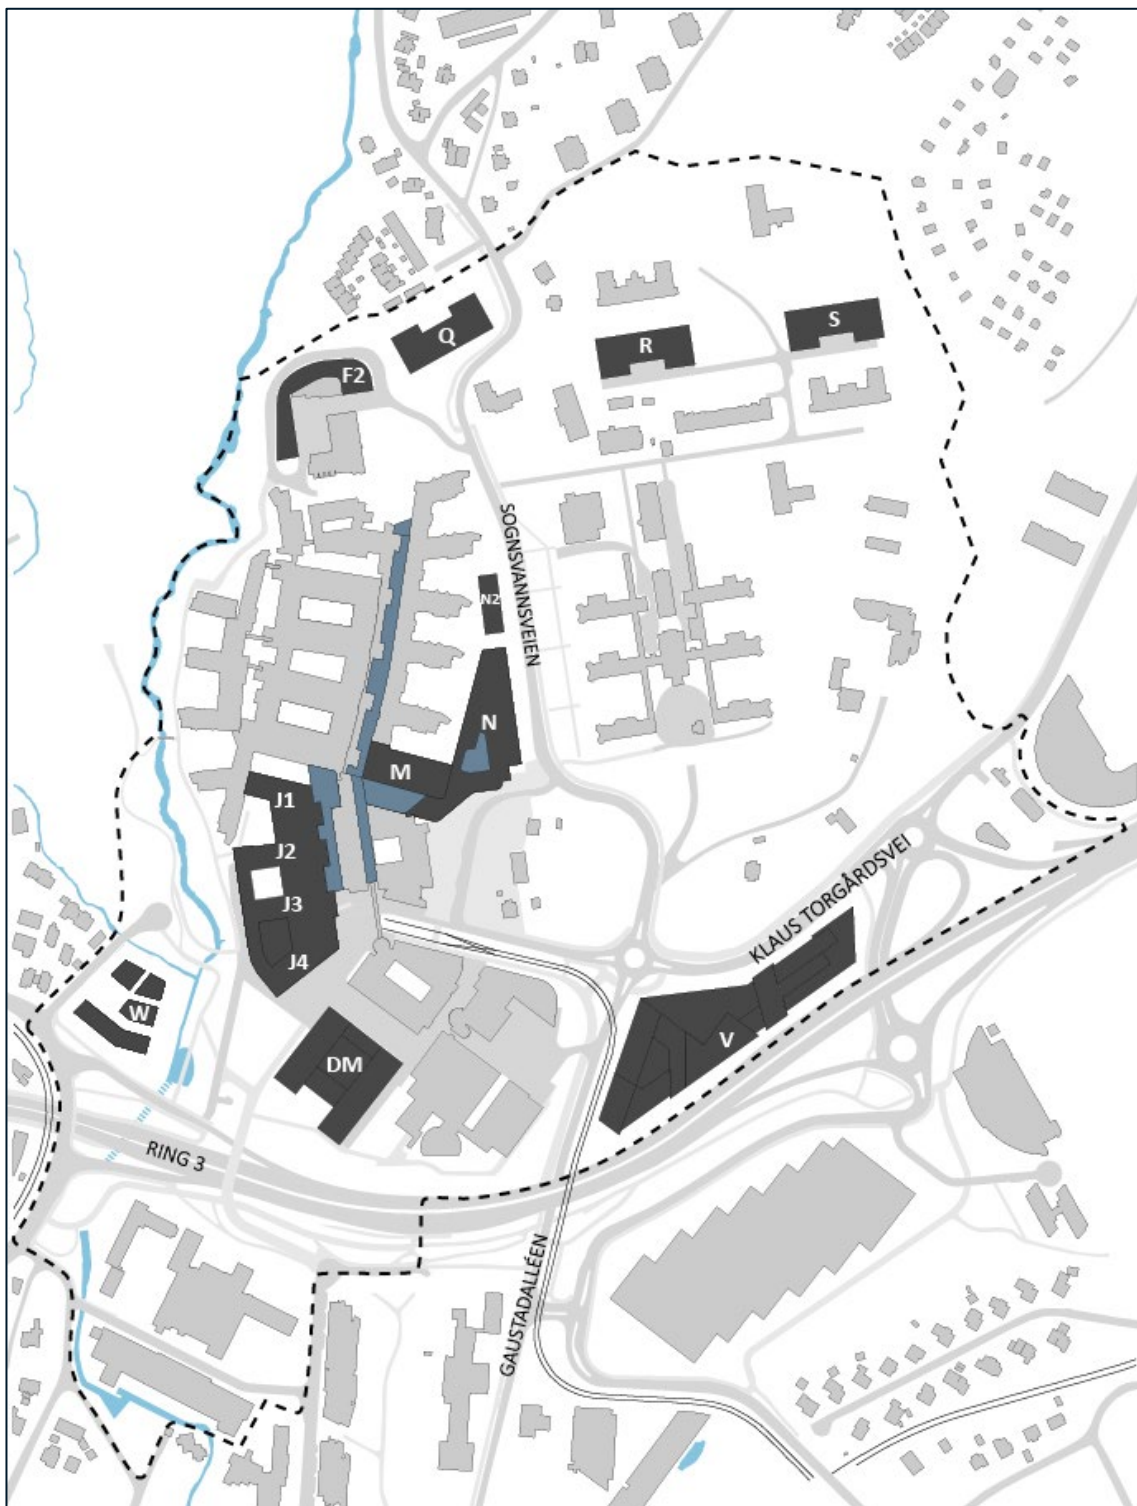 S
R
Q
F2
SOGNSVANNSVEIEN
N2
N
M
J1
J2
KLAUS TORGÅRDSVEI
J3
J4
W
V
DM
RING 3
GAUSTADALLÉEN